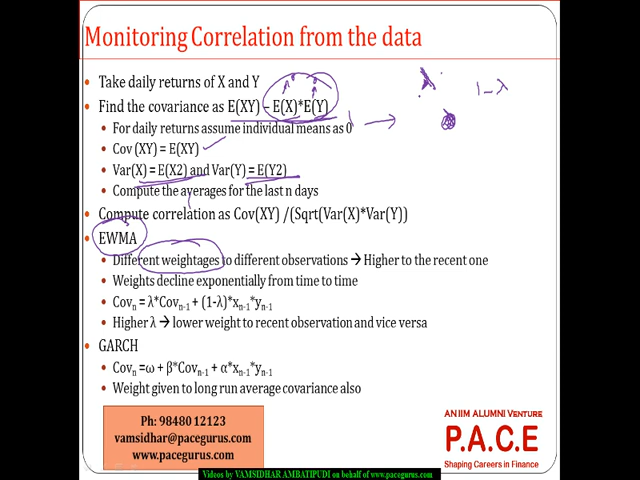 Monitoring Correlation from the data
• Take daily returns of X and Y
• Find the covariance as E(XY) – E(X)*E(Y)
• For daily returns assume individual means as 0
• Cov (XY) = E(XY)
• Var(X) = E(X2) and Var(Y) = E(Y2)
• Compute the averages for the last n days
• Compute correlation as Cov(XY) /(Sqrt(Var(X)*Var(Y))
• EWMA
• Different weightages to different observations → Higher to the recent one
• Weights decline exponentially from time to time
• Covn = λ*Covn-1 + (1-λ)*xn-1*yn-1
• Higher λ → lower weight to recent observation and vice versa
• GARCH
• Covn =ω + β*Covn-1 + α*xn-1*yn-1
• Weight given to long run average covariance also
λ
1-λ
Ph: 98480 12123
vamsidhar@pacegurus.com
www.pacegurus.com
AN IIM ALUMNI VENTURE
P.A.C.E
Shaping Careers in Finance
Videos by VAMSIDHAR AMBATIPUDI on behalf of www.pacegurus.com